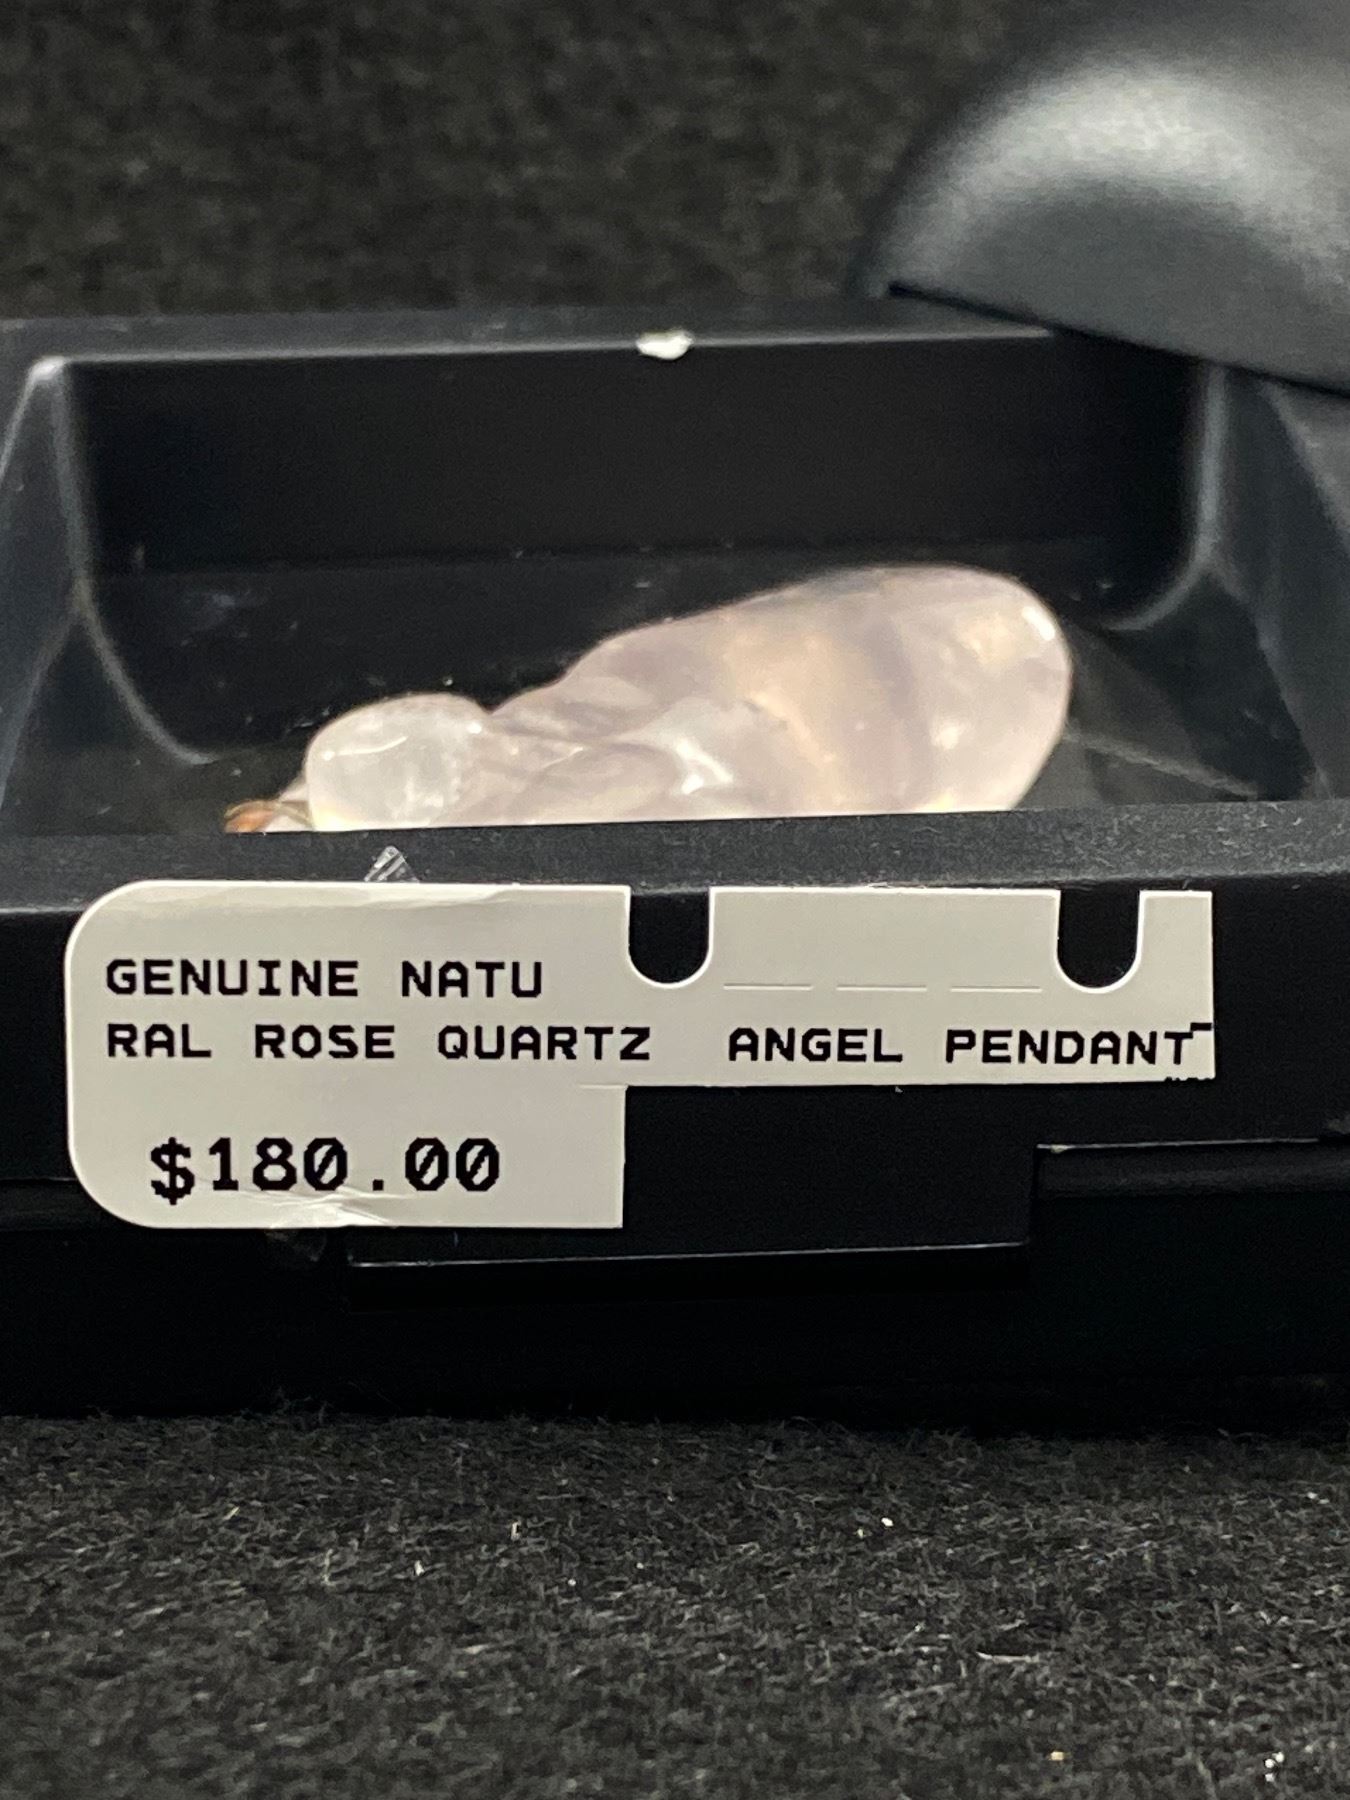 GENUINE NATU
RAL ROSE QUARTZ ANGEL PENDANT
$180.00